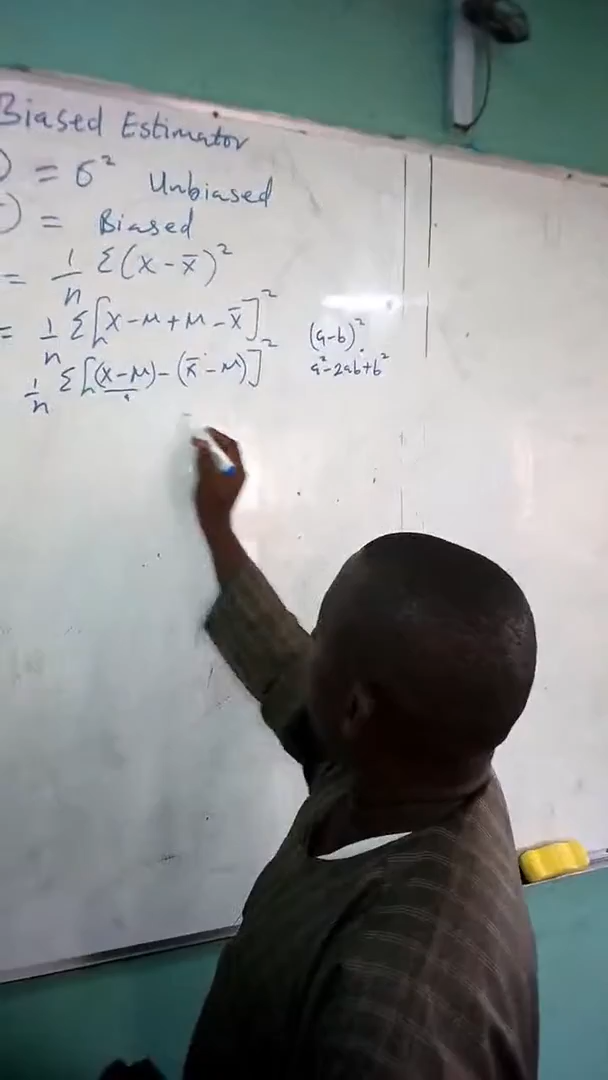 Biased Estimator
) = σ² Unbiased
) = Biased
= 1/n Σ(x-x̄)²
= 1/n Σ[x-μ+μ-x̄]²
1/n Σ[(x-μ)-(x̄-μ)]²
(a-b)²
a²-2ab+b²